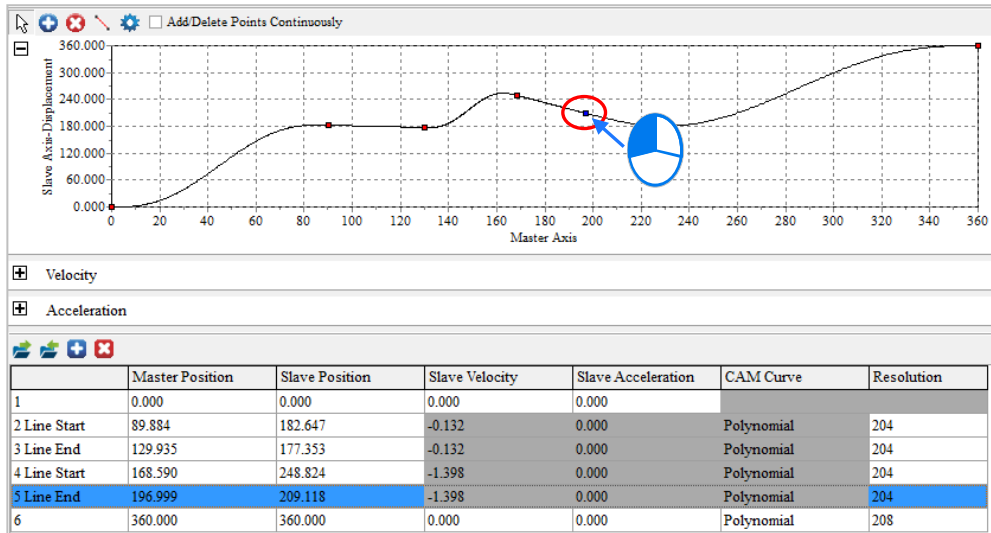 Add/Delete Points Continuously
Slave Axis-Displacement
360.000
300.000
240.000
180.000
120.000
60.000
0.000
0 20 40 60 80 100 120 140 160 180 200 220 240 260 280 300 320 340 360
Master Axis
Velocity
Acceleration
Master Position Slave Position Slave Velocity Slave Acceleration CAM Curve Resolution
1 0.000 0.000 0.000 0.000
2 Line Start 89.884 182.647 -0.132 0.000 Polynomial 204
3 Line End 129.935 177.353 -0.132 0.000 Polynomial 204
4 Line Start 168.590 248.824 -1.398 0.000 Polynomial 204
5 Line End 196.999 209.118 -1.398 0.000 Polynomial 204
6 360.000 360.000 0.000 0.000 Polynomial 208